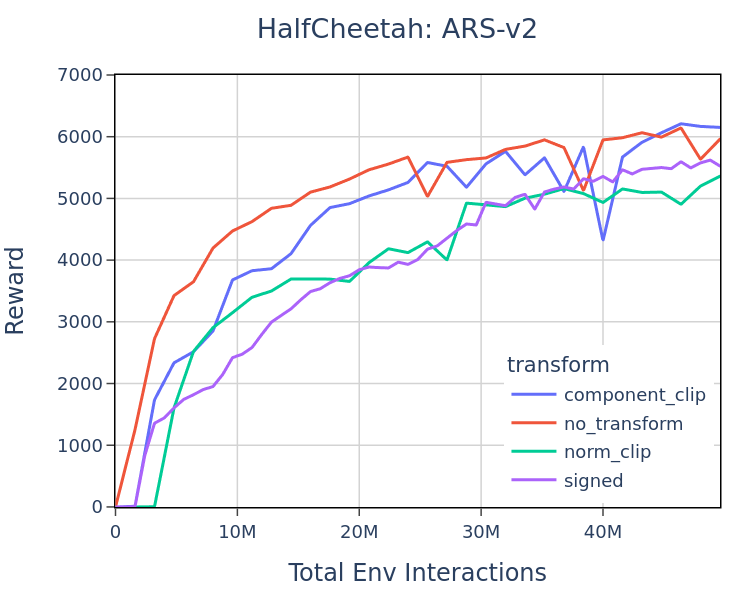 HalfCheetah: ARS-v2
Reward
7000
6000
5000
4000
3000
2000
1000
0
0 10M 20M 30M 40M
Total Env Interactions
transform
component_clip
no_transform
norm_clip
signed